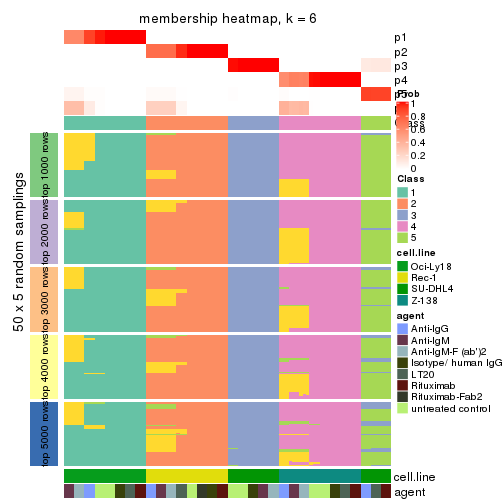 membership heatmap, k = 6
p1
p2
p3
p4
p5
Prob
1
0.8
0.6
0.4
0.2
0
Class
1
2
3
4
5
cell.line
Oci-Ly18
Rec-1
SU-DHL4
Z-138
agent
Anti-IgG
Anti-IgM
Anti-IgM-F (ab')2
Isotype/ human IgG
LT20
Rituximab
Rituximab-Fab2
untreated control
50 x 5 random samplings
top 1000 rows
top 2000 rows
top 3000 rows
top 4000 rows
top 5000 rows
cell.line
agent